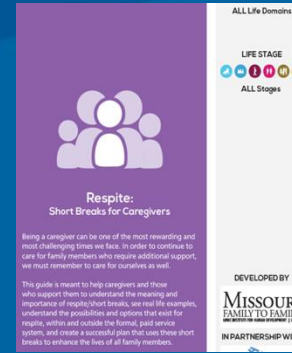 Respite:
Short Breaks for Caregivers
Being a caregiver can be one of the most rewarding and
most challenging times we face. In order to continue to
care for family members who require additional support,
we must remember to care for ourselves as well.
This guide is meant to help caregivers and those
who support them to understand the meaning and
importance of respite/short breaks, see real life examples,
understand the possibilities and options that exist for
respite, within and outside the formal, paid service
system, and create a successful plan that uses these short
breaks to enhance the lives of all family members.
ALL Life Domains
LIFE STAGE
ALL Stages
DEVELOPED BY
MISSOUR
FAMILY TO FAMIL
IN PARTNERSHIP WI